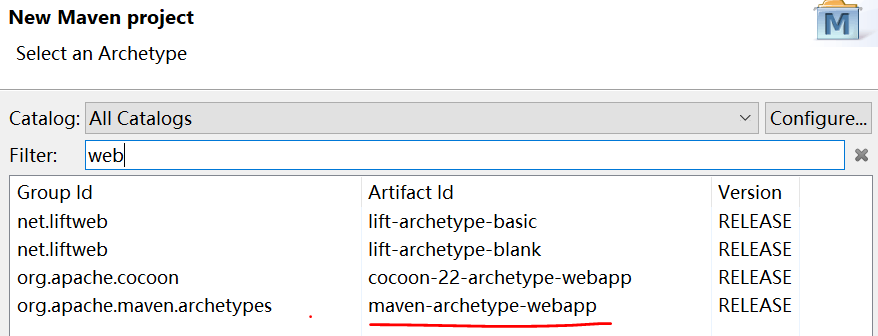 New Maven project
Select an Archetype
M
Catalog: All Catalogs Configure...
Filter: web
Group Id Artifact Id Version
net.liftweb lift-archetype-basic RELEASE
net.liftweb lift-archetype-blank RELEASE
org.apache.cocoon cocoon-22-archetype-webapp RELEASE
org.apache.maven.archetypes maven-archetype-webapp RELEASE